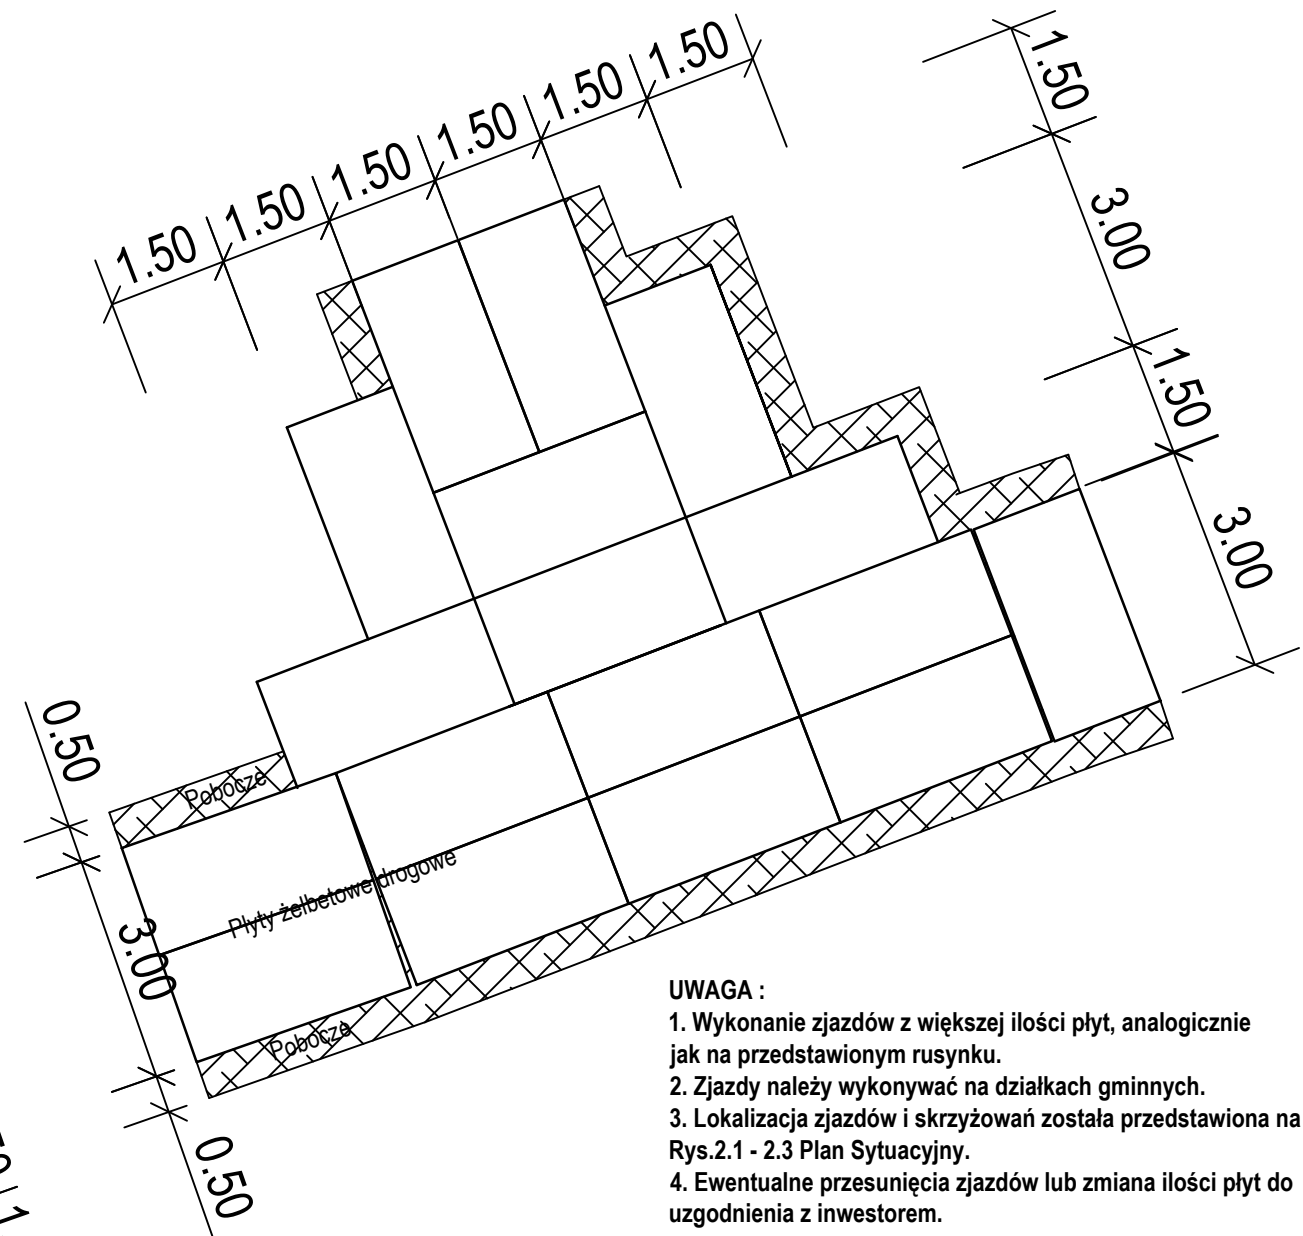 1.50
1.50
1.50
1.50
1.50
1.50
1.50
3.00
1.50
3.00
0.50
3.00
0.50
Pobocze
Płyty żelbetowe drogowe
Pobocze
UWAGA :
1. Wykonanie zjazdów z większej ilości płyt, analogicznie
jak na przedstawionym rusynku.
2. Zjazdy należy wykonywać na działkach gminnych.
3. Lokalizacja zjazdów i skrzyżowań została przedstawiona na
Rys.2.1 - 2.3 Plan Sytuacyjny.
4. Ewentualne przesunięcia zjazdów lub zmiana ilości płyt do
uzgodnienia z inwestorem.